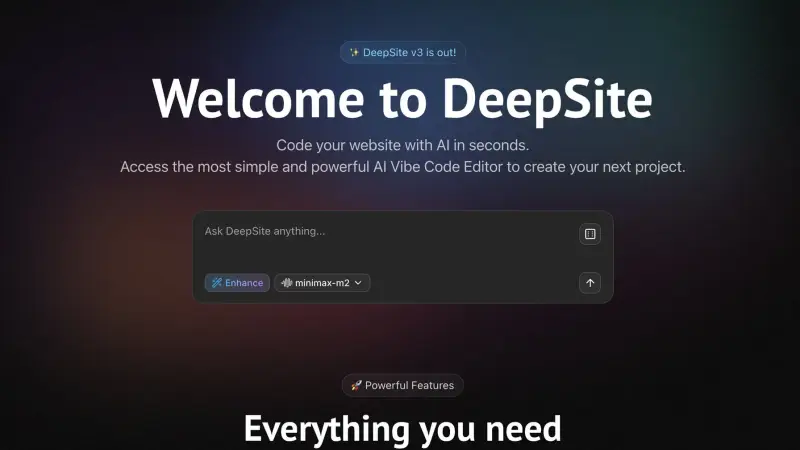 ✨ DeepSite v3 is out!
Welcome to DeepSite
Code your website with AI in seconds.
Access the most simple and powerful AI Vibe Code Editor to create your next project.
Ask DeepSite anything...
Enhance
minimax-m2
🚀 Powerful Features
Everything you need